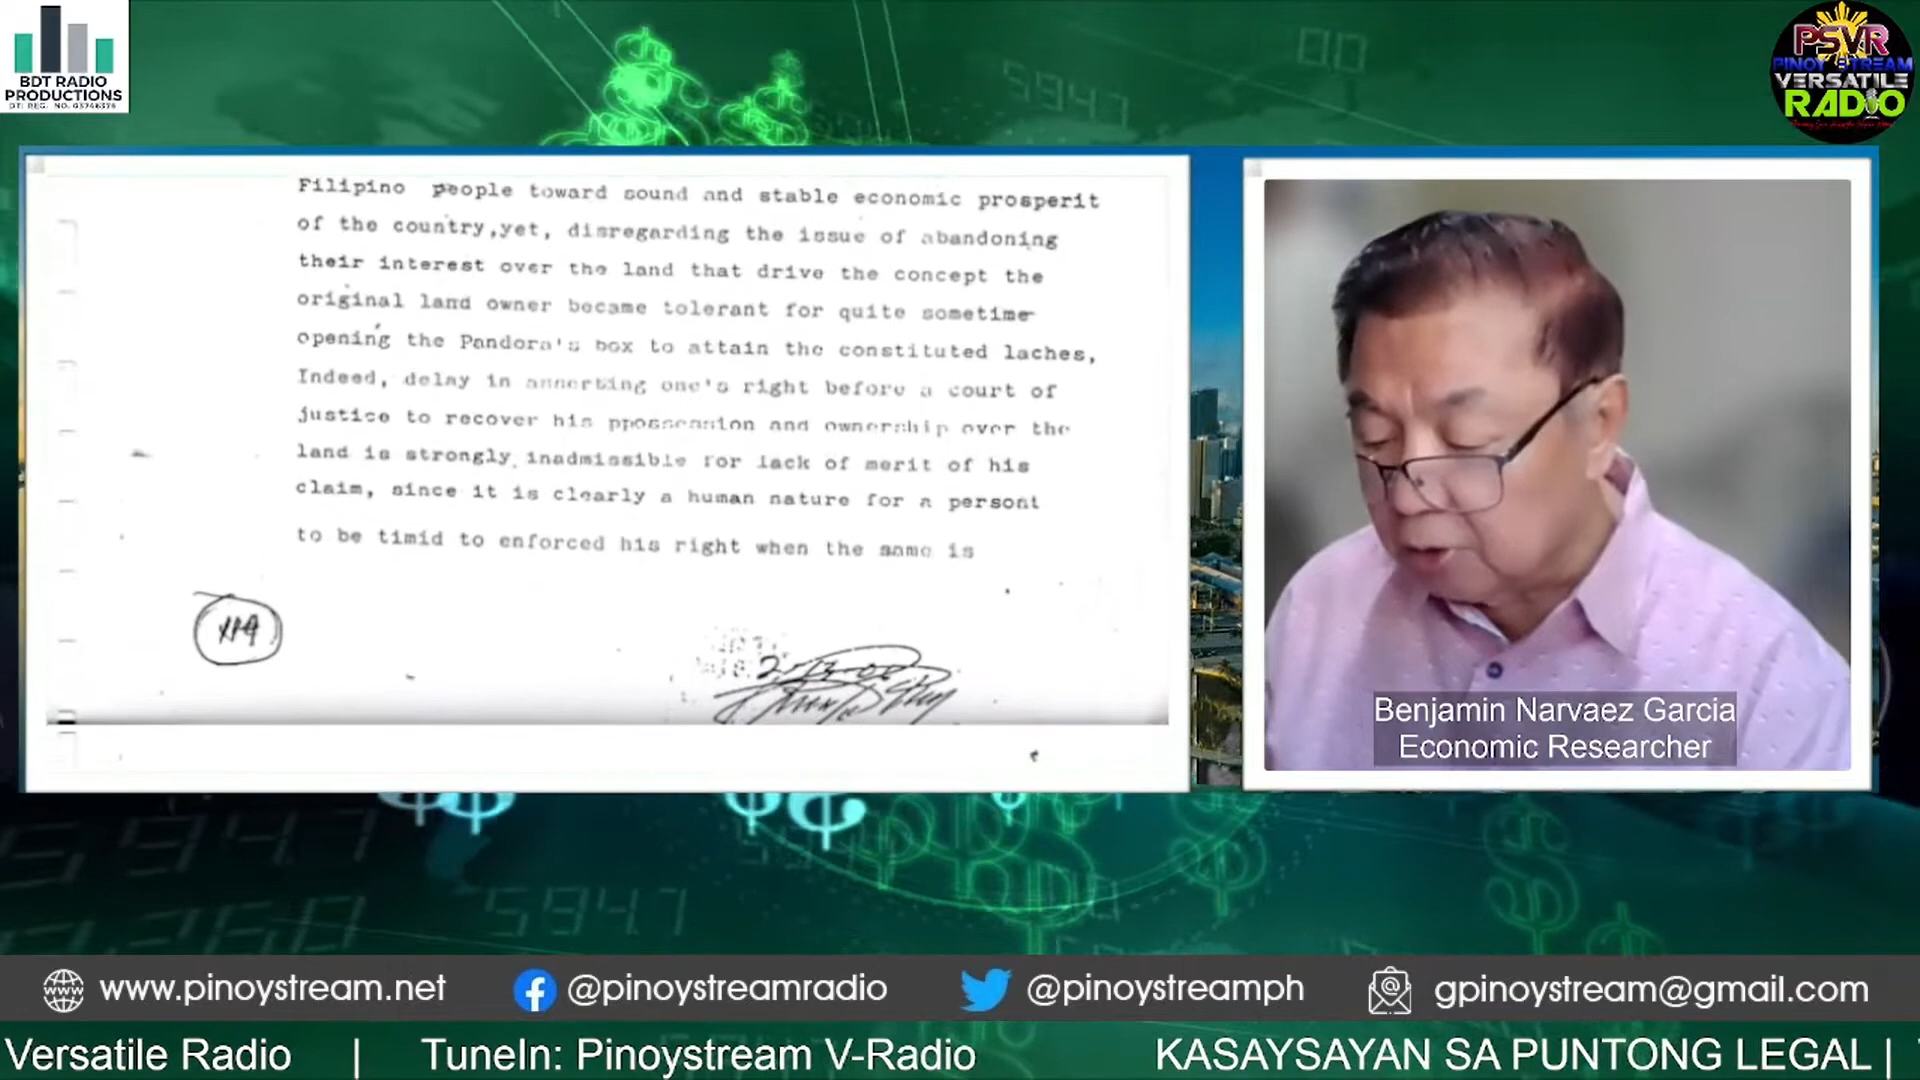 BDT RADIO
PRODUCTIONS
DTI REG. NO. 03746376
PSVR
PINOY STREAM
VERSATILE
RADIO
Filipino people toward sound and stable economic prosperit
of the country,yet, disregarding the issue of abandoning
their interest over the land that drive the concept the
original land owner became tolerant for quite sometime
opening the Pandora's box to attain the constituted laches,
Indeed, delay in asserting one's right before a court of
justice to recover his ppossession and ownership over the
land is strongly inadmissible for lack of merit of his
claim, since it is clearly a human nature for a personi
to be timid to enforced his right when the same is
Benjamin Narvaez Garcia
Economic Researcher
www.pinoystream.net @pinoystreamradio @pinoystreamph gpinoystream@gmail.com
Versatile Radio | TuneIn: Pinoystream V-Radio KASAYSAYAN SA PUNTONG LEGAL |